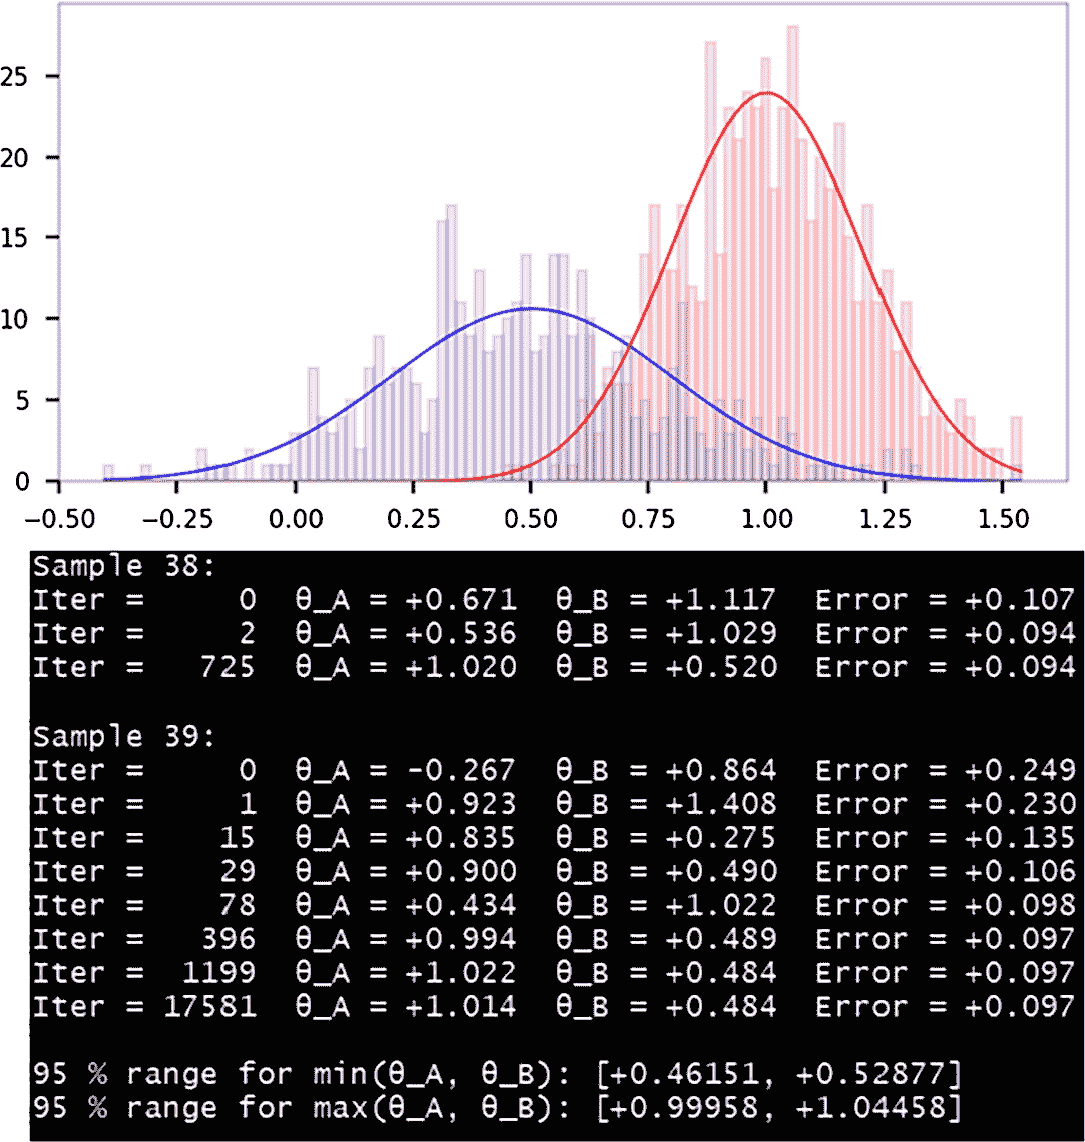 25
20
15
10
5
0
−0.50 −0.25 0.00 0.25 0.50 0.75 1.00 1.25 1.50
Sample 38:
Iter = 0 θ_A = +0.671 θ_B = +1.117 Error = +0.107
Iter = 2 θ_A = +0.536 θ_B = +1.029 Error = +0.094
Iter = 725 θ_A = +1.020 θ_B = +0.520 Error = +0.094
Sample 39:
Iter = 0 θ_A = -0.267 θ_B = +0.864 Error = +0.249
Iter = 1 θ_A = +0.923 θ_B = +1.408 Error = +0.230
Iter = 15 θ_A = +0.835 θ_B = +0.275 Error = +0.135
Iter = 29 θ_A = +0.900 θ_B = +0.490 Error = +0.106
Iter = 78 θ_A = +0.434 θ_B = +1.022 Error = +0.098
Iter = 396 θ_A = +0.994 θ_B = +0.489 Error = +0.097
Iter = 1199 θ_A = +1.022 θ_B = +0.484 Error = +0.097
Iter = 17581 θ_A = +1.014 θ_B = +0.484 Error = +0.097
95 % range for min(θ_A, θ_B): [+0.46151, +0.52877]
95 % range for max(θ_A, θ_B): [+0.99958, +1.04458]